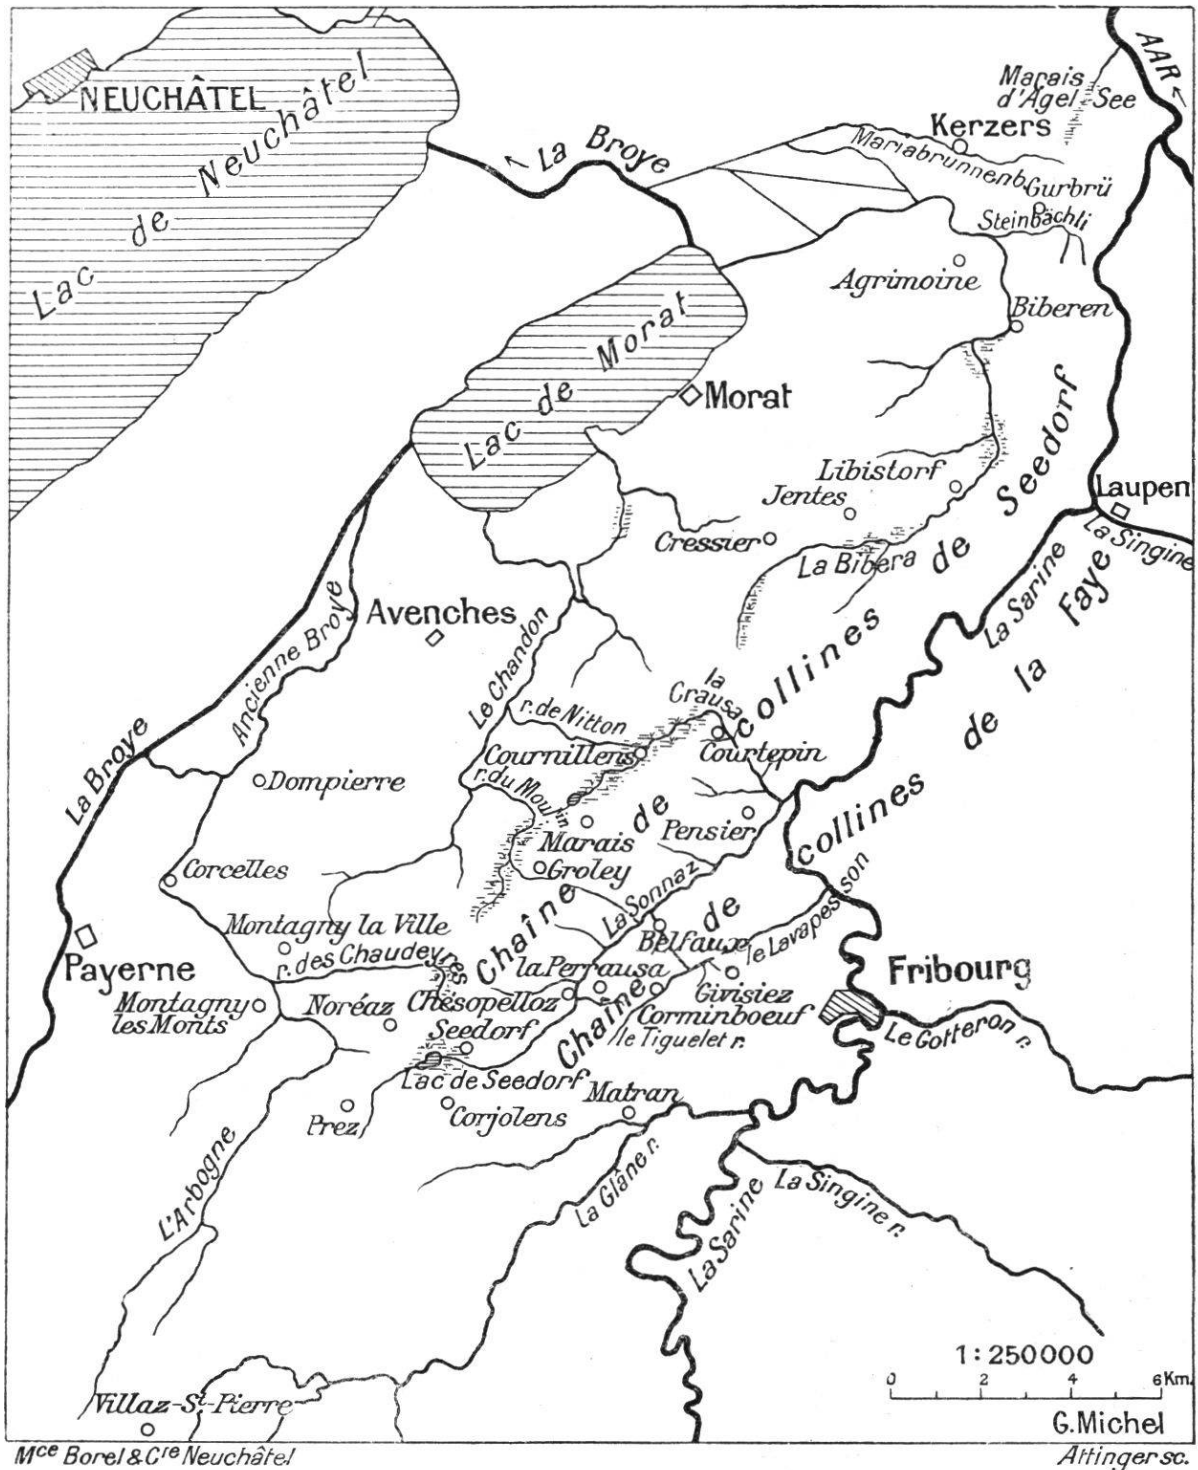 NEUCHÂTEL
Lac de Neuchâtel
La Broye
AAR
Marais
d'Agel-See
Kerzers
Mariabrunnenb.
Gurbrü
Steinbächli
Agrimoine
Biberen
Lac de Morat
Morat
Libistorf
Jentes
Cressier
La Bibera
Laupen
La Singine
La Sarine
Chaîne de collines de Seedorf
Chaîne de collines de la Faye
Avenches
Ancienne Broye
La Broye
Le Chandon
la
Crausa
r. de Nitton
Cournillens
Courtepin
r. du Moulin
Dompierre
Marais
Pensier
Groley
Corcelles
La Sonnaz
Montagny la Ville
r. des Chaudeyres
Belfaux
le Lavapesson
Payerne
la Perrausa
Fribourg
Montagny
les Monts
Noréaz
Chésopelloz
Givisiez
Corminboeuf
Seedorf
le Tiguelet r.
Le Gotteron r.
Lac de Seedorf
Matran
Prez
Corjolens
L'Arbogne
La Glâne r.
La Sarine
La Singine r.
Villaz-St-Pierre
1:250000
0 2 4 6 Km.
G. Michel
Mce Borel & Cie Neuchâtel
Attinger sc.